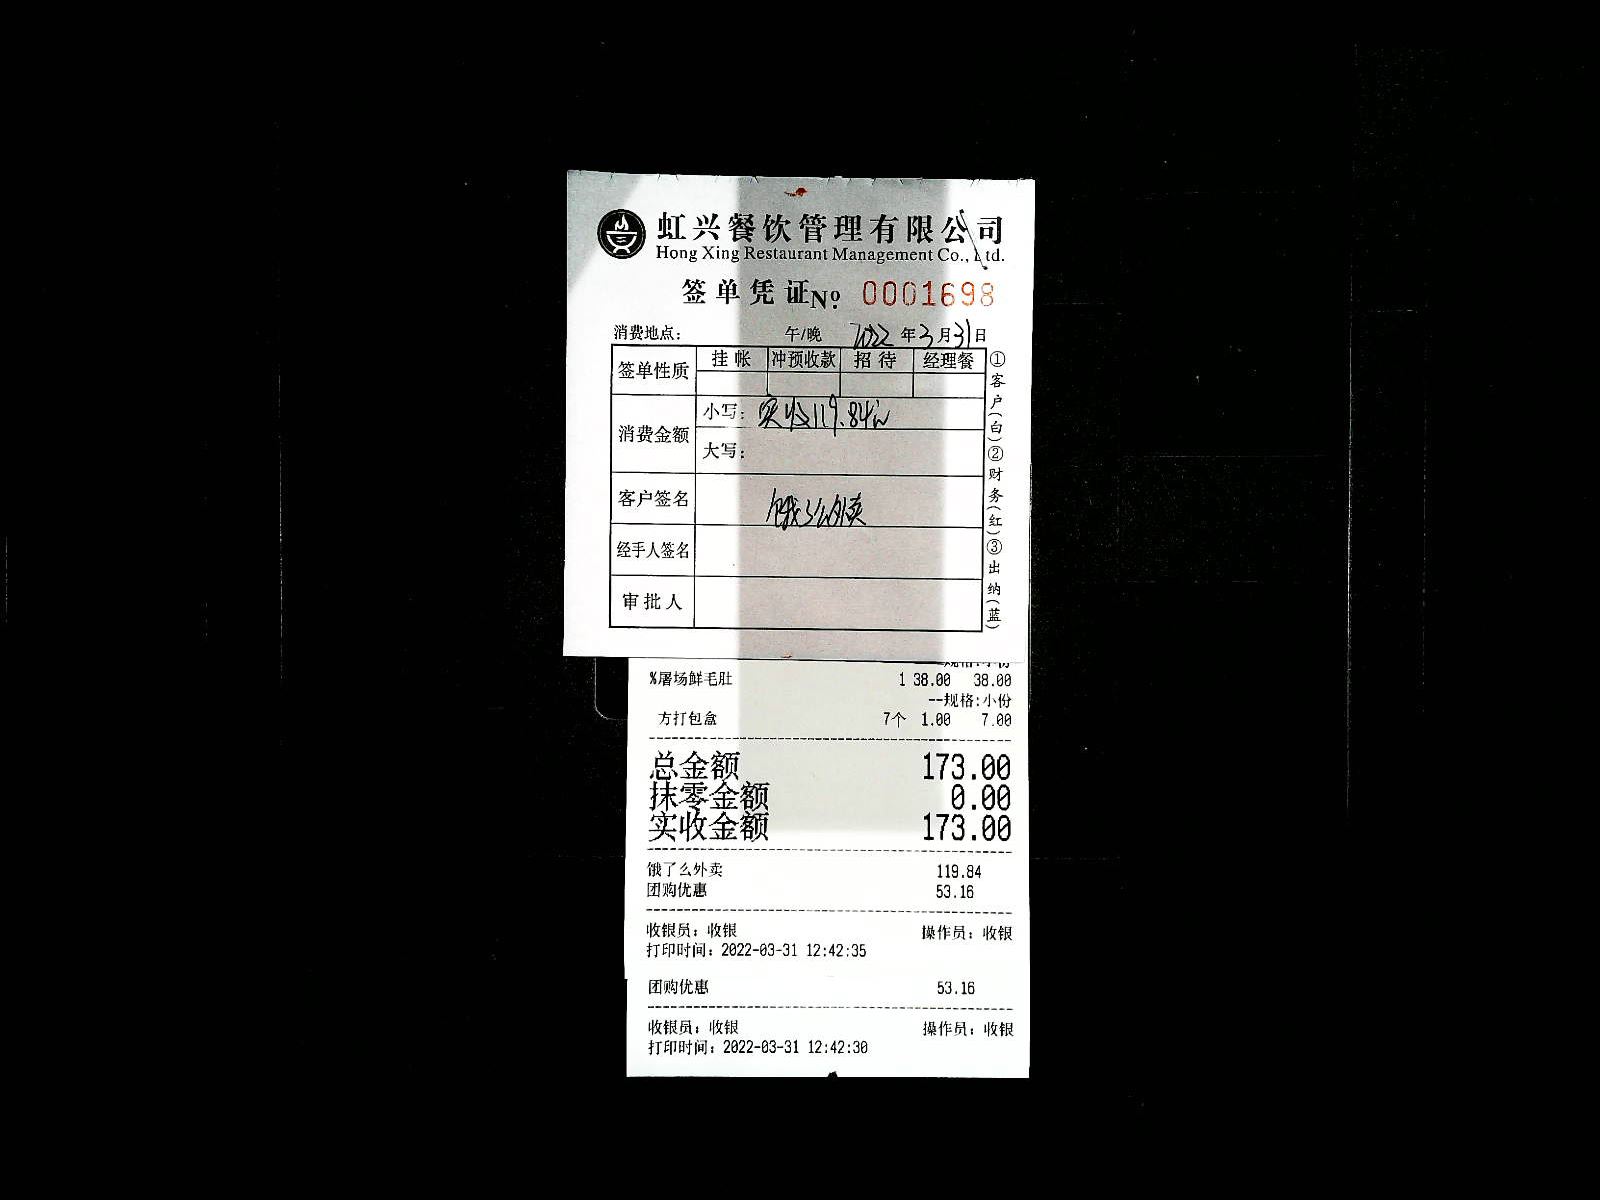 虹兴餐饮管理有限公司
Hong Xing Restaurant Management Co., Ltd.
签单凭证 No 0001698
消费地点: 午/晚 2022年3月31日
签单性质 挂帐 冲预收款 招待 经理餐
消费金额 小写: 实收119.84元
大写:
客户签名 饿了么外卖
经手人签名
审批人
①客户(白)②财务(红)③出纳(蓝)
--规格:小份
%屠场鲜毛肚 1 38.00 38.00
--规格:小份
方打包盒 7个 1.00 7.00
总金额 173.00
抹零金额 0.00
实收金额 173.00
饿了么外卖 119.84
团购优惠 53.16
收银员: 收银 操作员: 收银
打印时间: 2022-03-31 12:42:35
团购优惠 53.16
收银员: 收银 操作员: 收银
打印时间: 2022-03-31 12:42:30